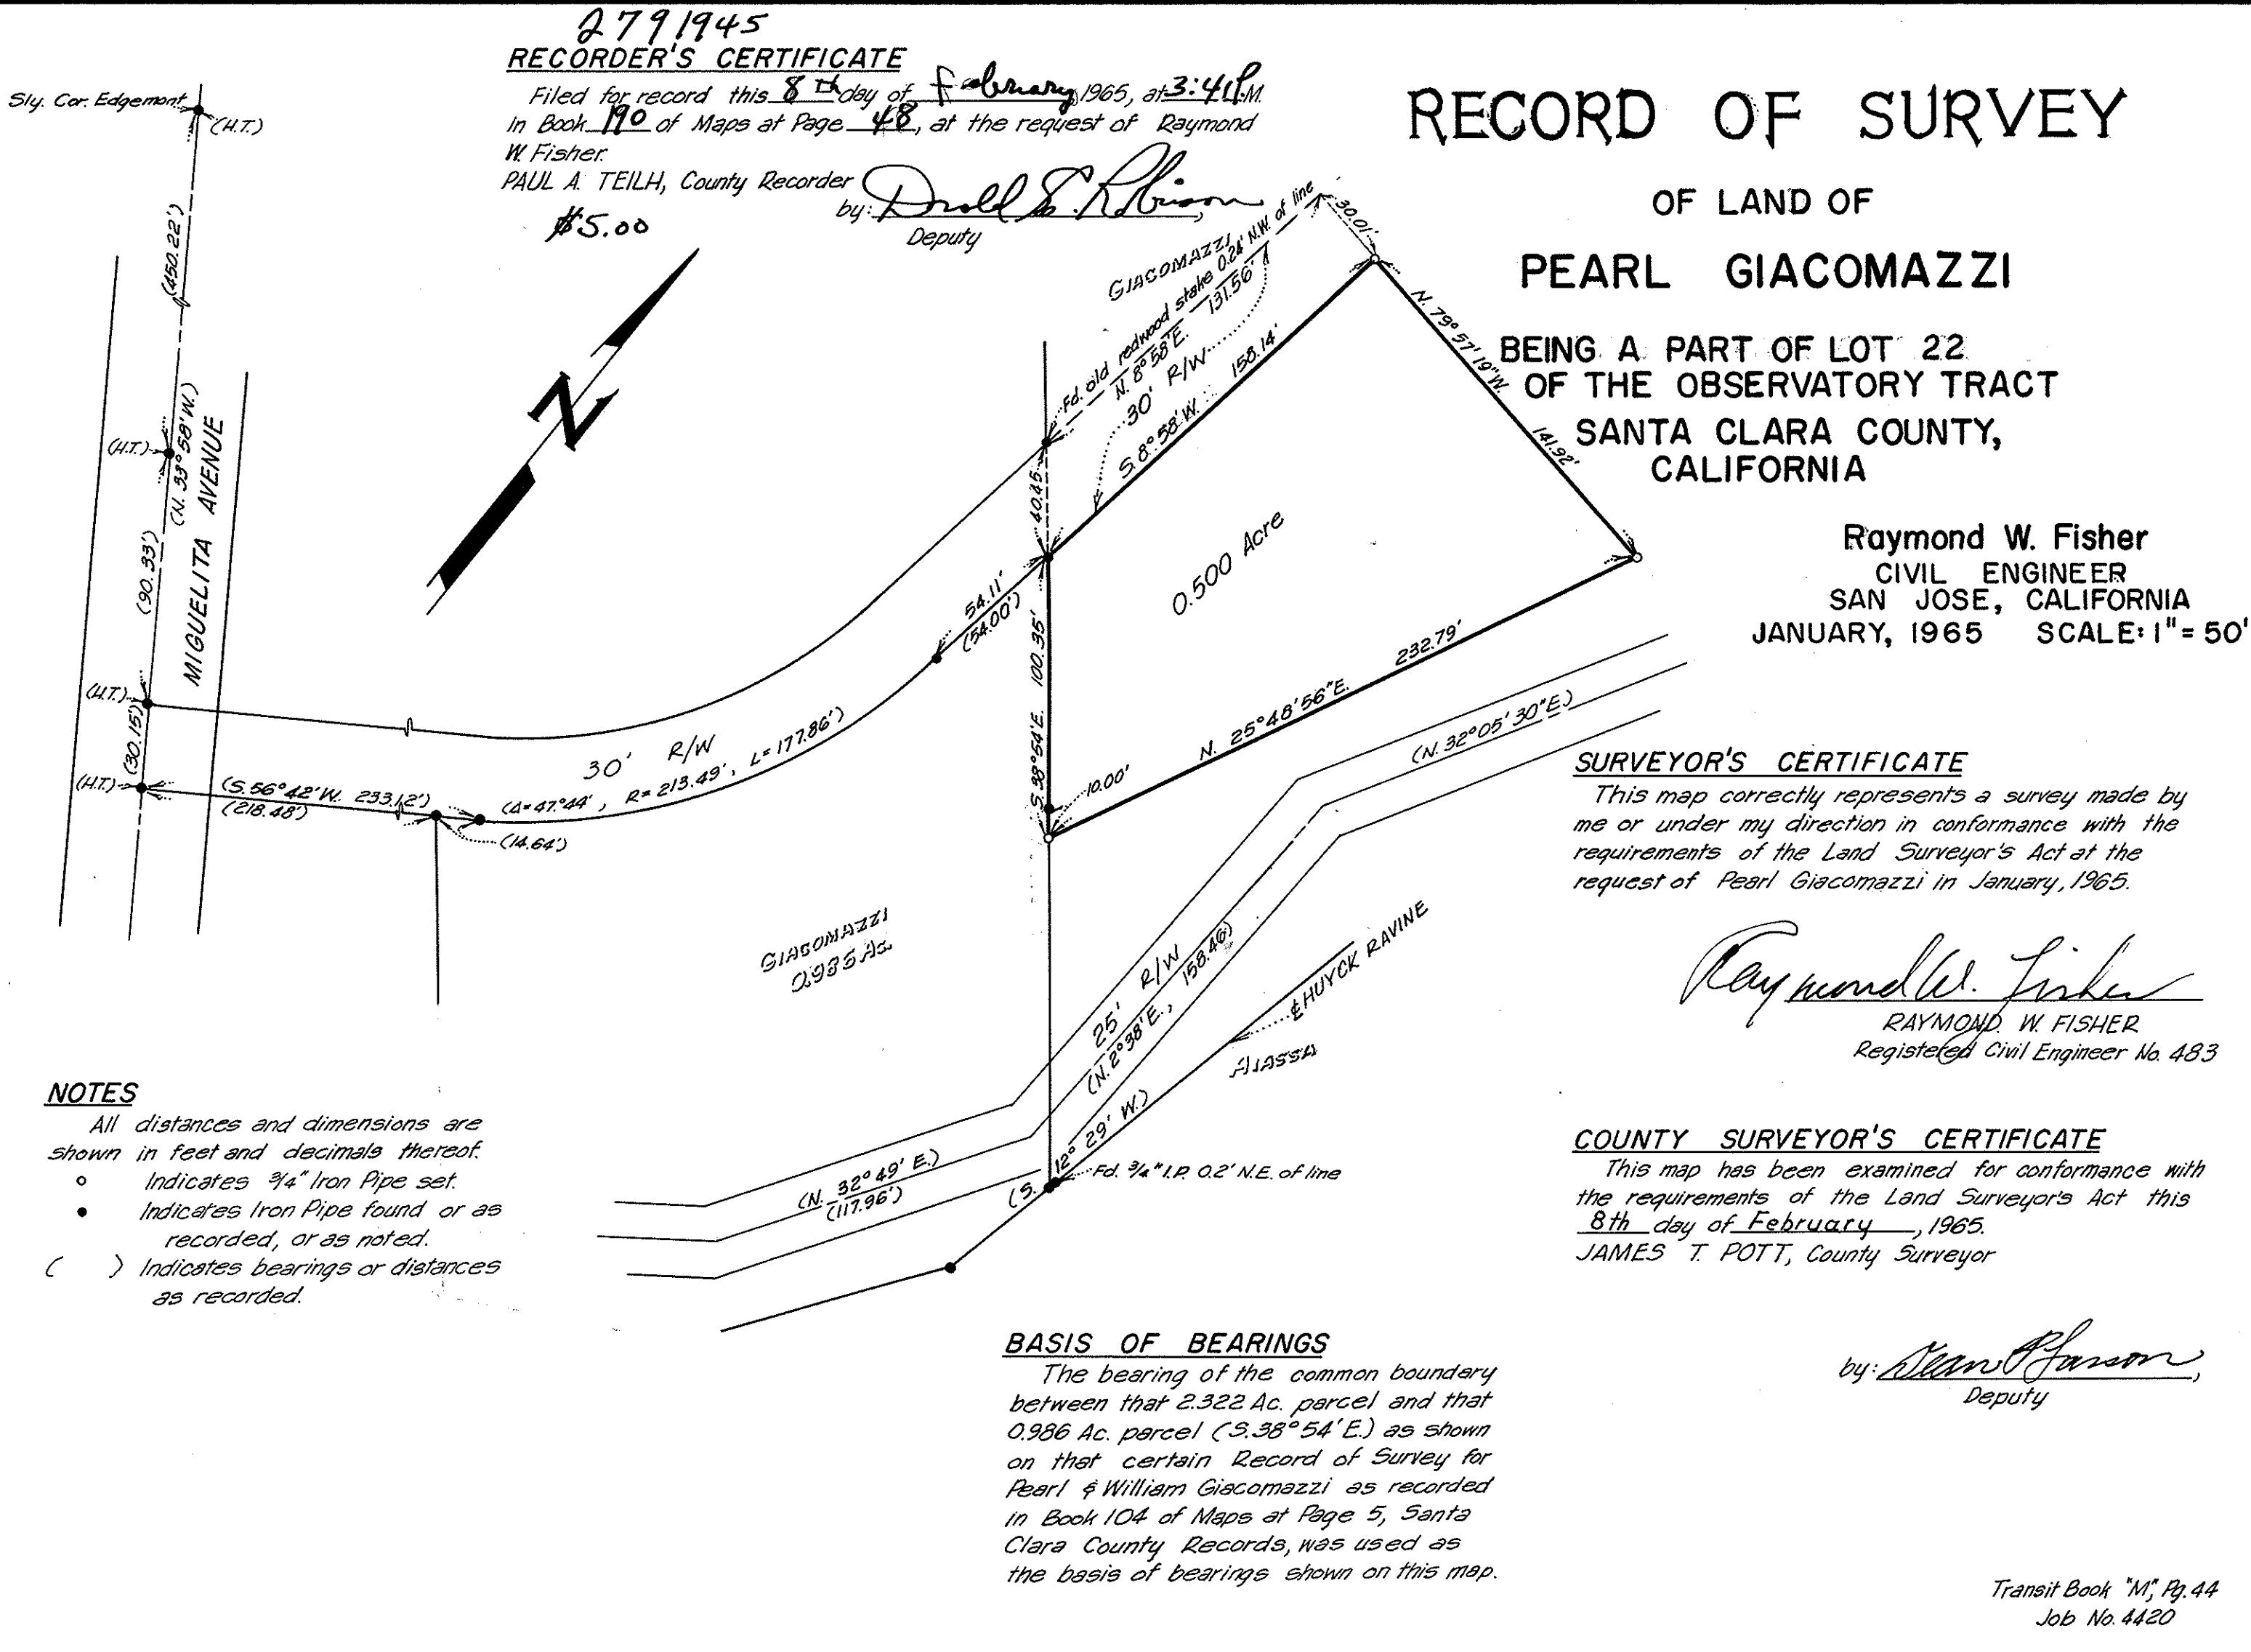 2791945
RECORDER'S CERTIFICATE
Filed for record this 8th day of February, 1965, at 3:41 P.M.
in Book 190 of Maps at Page 48, at the request of Raymond
W. Fisher.
PAUL A. TEILH, County Recorder
by:
Deputy
$5.00
RECORD OF SURVEY
OF LAND OF
PEARL GIACOMAZZI
BEING A PART OF LOT 22
OF THE OBSERVATORY TRACT
SANTA CLARA COUNTY,
CALIFORNIA
Raymond W. Fisher
CIVIL ENGINEER
SAN JOSE, CALIFORNIA
JANUARY, 1965 SCALE: 1"= 50'
Sly. Cor. Edgemont
(H.T.)
(450.22')
(H.T.)
(N. 33°58'W.)
MIGUELITA AVENUE
(90.33')
(H.T.)
(30.15')
(H.T.)
(S.56°42'W. 233.12')
(218.48')
(14.64')
30' R/W
(Δ=47°44', R=213.49', L=177.86')
54.11'
(54.00')
N
GIACOMAZZI
Fd. old redwood stake 0.24' N.W. of line
N. 8°58'E. 131.56'
30' R/W
S.8°58'W. 158.14'
30.01'
N. 79°57'19"W. 141.92'
40.45'
0.500 Acre
S.38°54'E. 100.35'
10.00'
N. 25°48'56"E. 232.79'
(N. 32°05'30"E.)
GIACOMAZZI
0.986 Ac.
25' R/W
(N. 2°38'E., 158.46')
℄ HUYCK RAVINE
AIASSA
(S. 12° 29' W.)
Fd. 3/4" I.P. 0.2' N.E. of line
(N. 32°49' E.)
(117.96')
NOTES
All distances and dimensions are
shown in feet and decimals thereof.
○ Indicates 3/4" Iron Pipe set.
● Indicates Iron Pipe found or as
recorded, or as noted.
( ) Indicates bearings or distances
as recorded.
BASIS OF BEARINGS
The bearing of the common boundary
between that 2.322 Ac. parcel and that
0.986 Ac. parcel (S.38°54'E.) as shown
on that certain Record of Survey for
Pearl & William Giacomazzi as recorded
in Book 104 of Maps at Page 5, Santa
Clara County Records, was used as
the basis of bearings shown on this map.
SURVEYOR'S CERTIFICATE
This map correctly represents a survey made by
me or under my direction in conformance with the
requirements of the Land Surveyor's Act at the
request of Pearl Giacomazzi in January, 1965.
Raymond W. Fisher
RAYMOND W. FISHER
Registered Civil Engineer No. 483
COUNTY SURVEYOR'S CERTIFICATE
This map has been examined for conformance with
the requirements of the Land Surveyor's Act this
8th day of February, 1965.
JAMES T. POTT, County Surveyor
by:
Deputy
Transit Book "M", Pg. 44
Job No. 4420